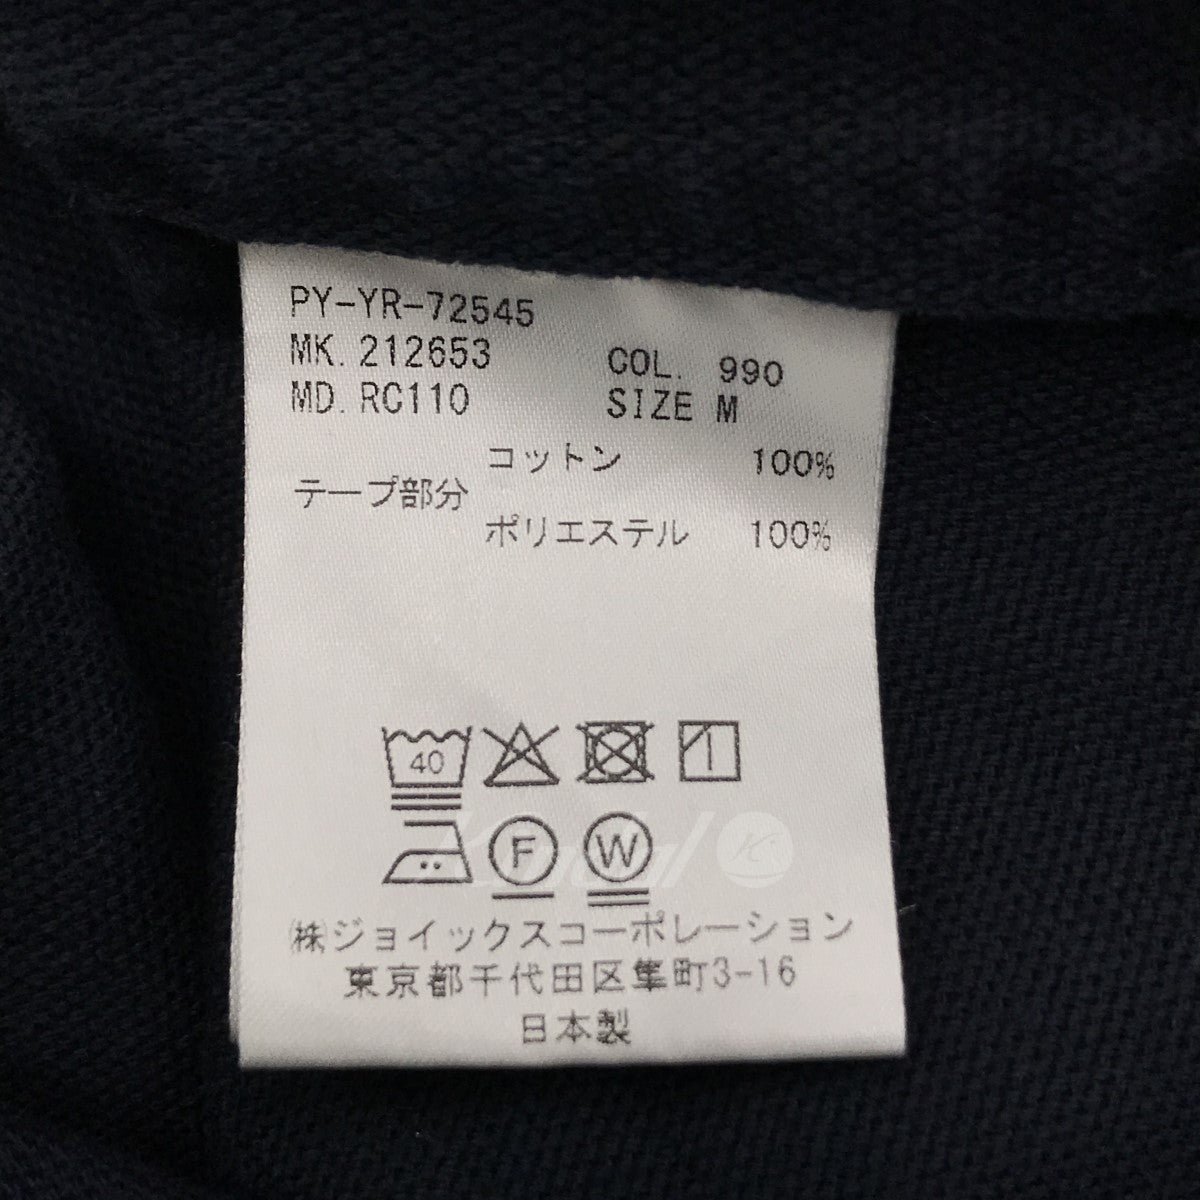 PY-YR-72545
MK. 212653 COL. 990
MD. RC110 SIZE M
コットン 100%
テープ部分
ポリエステル 100%
40
F W
Kindal K
㈱ジョイックスコーポレーション
東京都千代田区隼町3-16
日本製